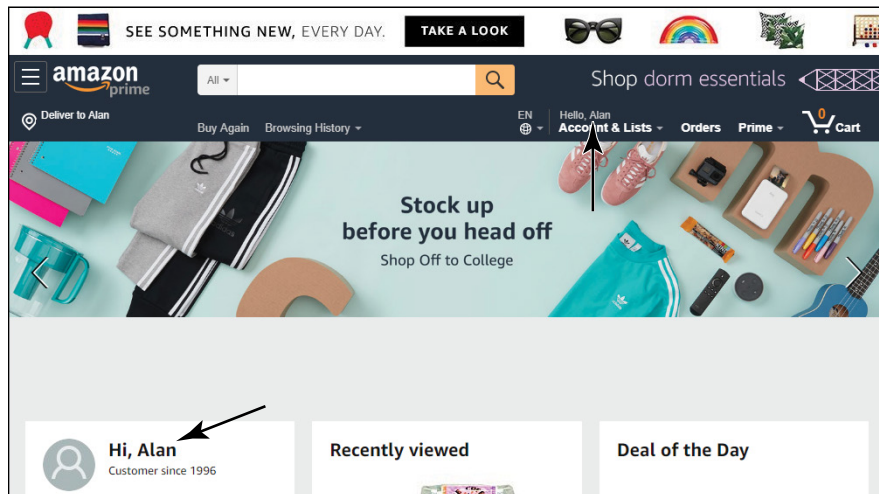 SEE SOMETHING NEW, EVERY DAY. TAKE A LOOK
amazon
prime
All
Shop dorm essentials
Deliver to Alan
EN
Hello, Alan
Buy Again Browsing History
Account & Lists Orders Prime 0 Cart
Stock up
before you head off
Shop Off to College
Hi, Alan
Customer since 1996
Recently viewed
Deal of the Day